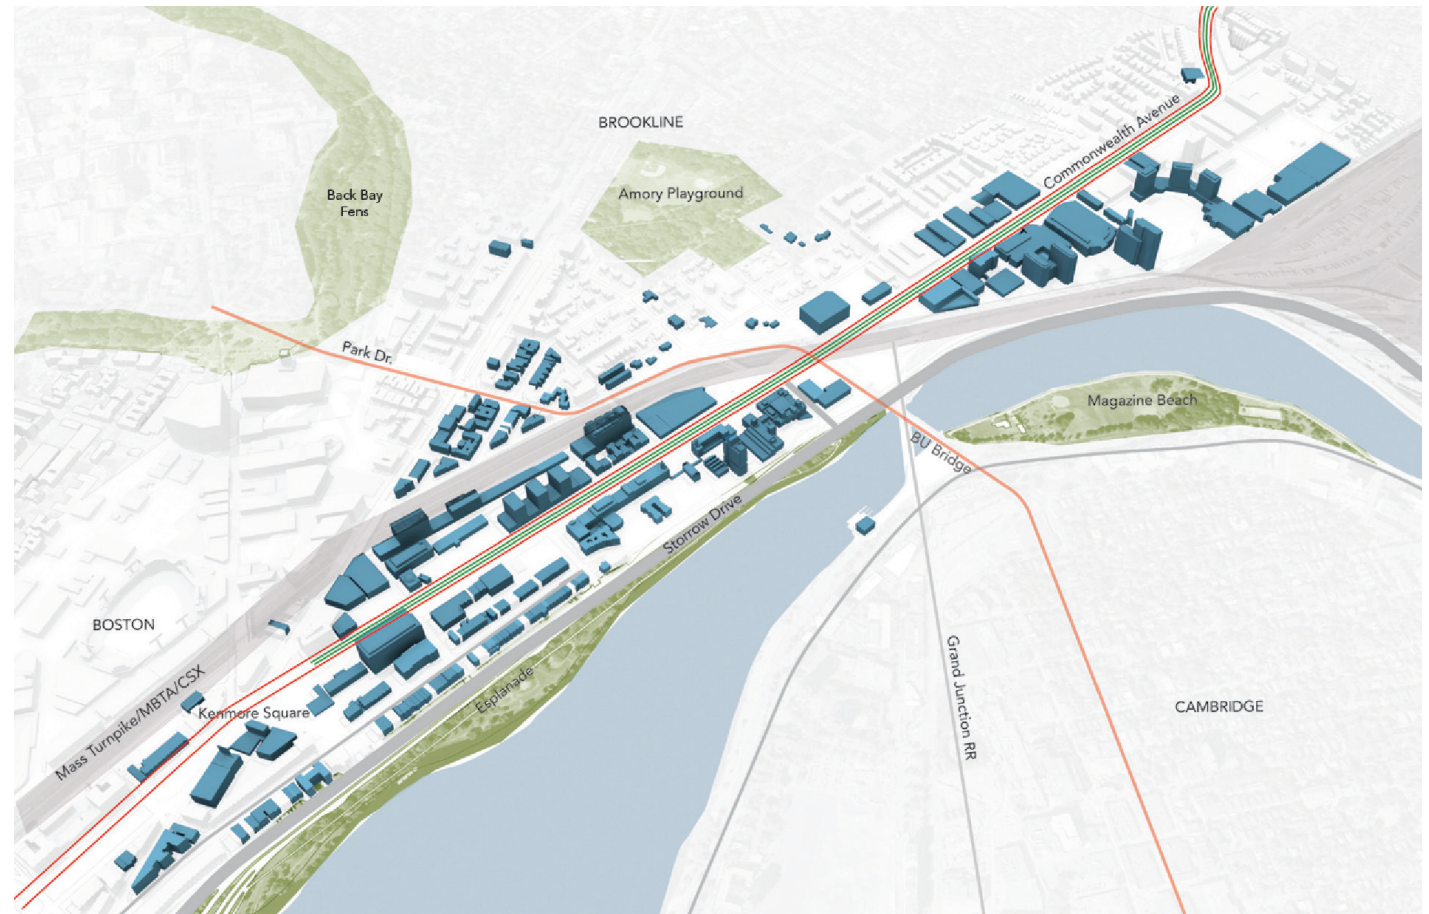 Commonwealth Avenue
BROOKLINE
Back Bay
Fens
Amory Playground
Park Dr.
Magazine Beach
BU Bridge
Storrow Drive
BOSTON
Esplanade
Grand Junction RR
Mass Turnpike/MBTA/CSX
Kenmore Square
CAMBRIDGE